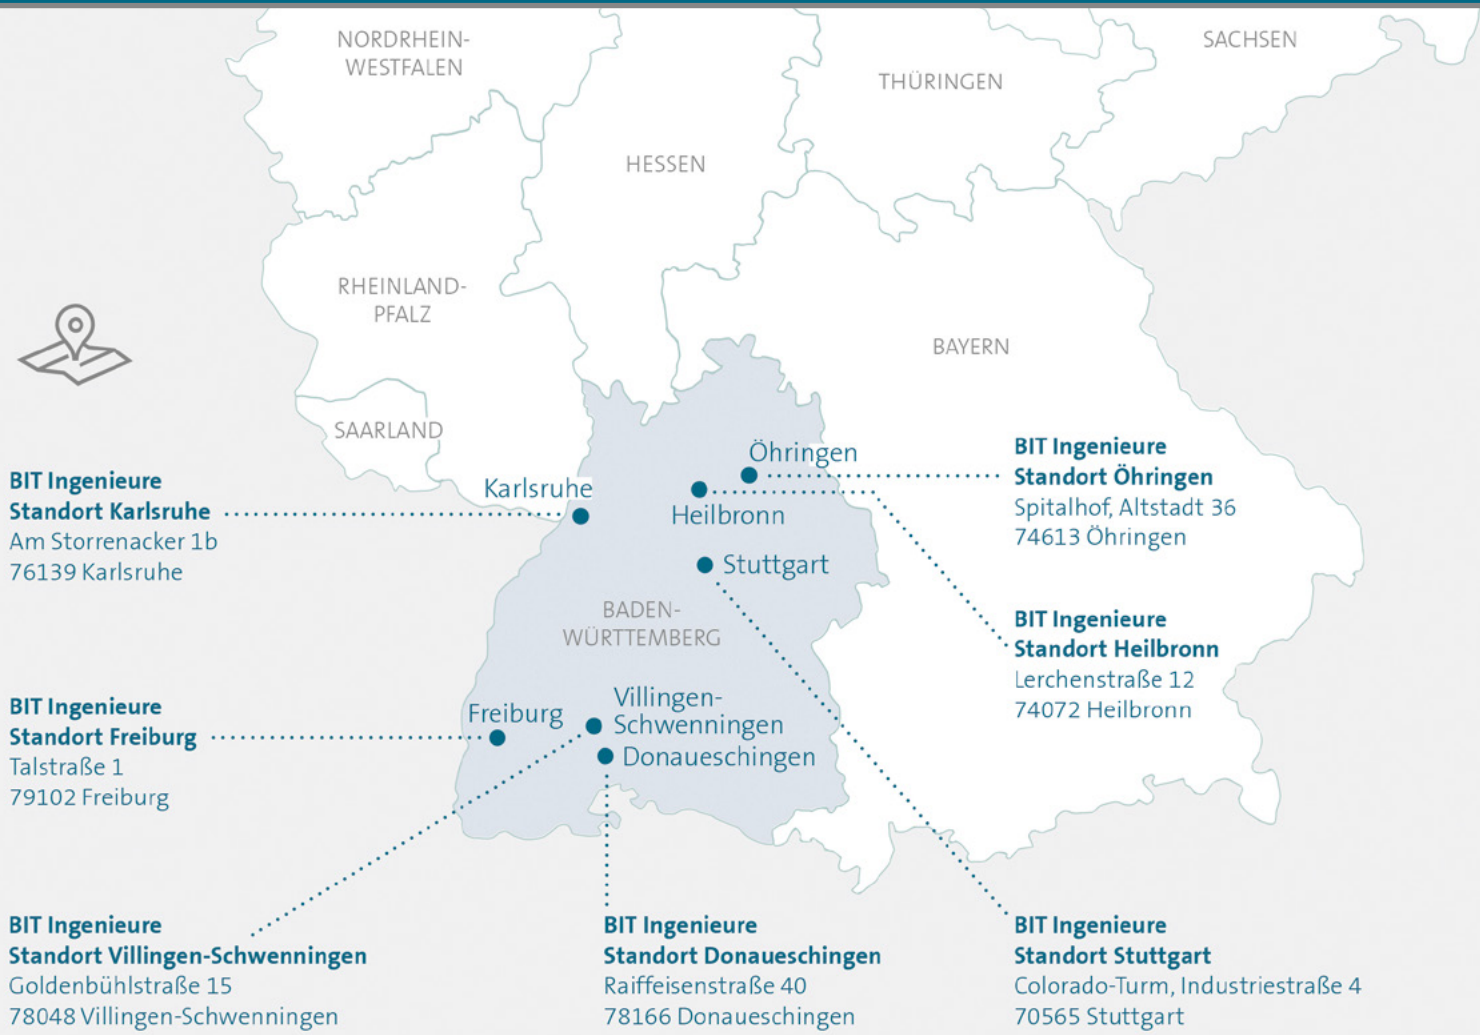 NORDRHEIN-
WESTFALEN
SACHSEN
THÜRINGEN
HESSEN
RHEINLAND-
PFALZ
BAYERN
SAARLAND
BIT Ingenieure
Standort Karlsruhe
Am Storrenacker 1b
76139 Karlsruhe
Karlsruhe
Öhringen
Heilbronn
Stuttgart
BADEN-
WÜRTTEMBERG
BIT Ingenieure
Standort Öhringen
Spitalhof, Altstadt 36
74613 Öhringen
BIT Ingenieure
Standort Heilbronn
Lerchenstraße 12
74072 Heilbronn
BIT Ingenieure
Standort Freiburg
Talstraße 1
79102 Freiburg
Freiburg
Villingen-
Schwenningen
Donaueschingen
BIT Ingenieure
Standort Villingen-Schwenningen
Goldenbühlstraße 15
78048 Villingen-Schwenningen
BIT Ingenieure
Standort Donaueschingen
Raiffeisenstraße 40
78166 Donaueschingen
BIT Ingenieure
Standort Stuttgart
Colorado-Turm, Industriestraße 4
70565 Stuttgart